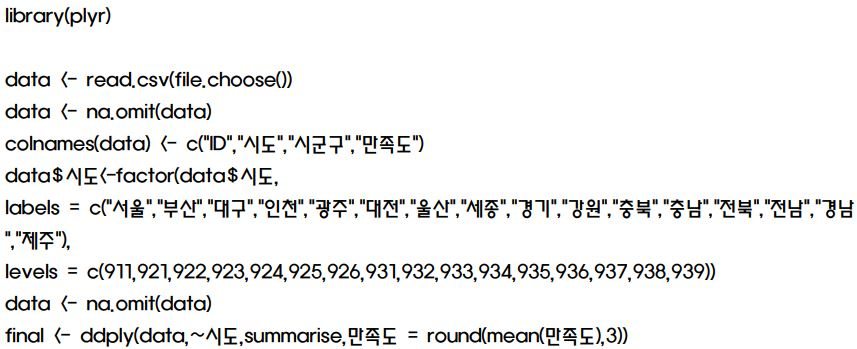 library(plyr)
data <- read.csv(file.choose())
data <- na.omit(data)
colnames(data) <- c("ID","시도","시군구","만족도")
data$시도<-factor(data$시도,
labels = c("서울","부산","대구","인천","광주","대전","울산","세종","경기","강원","충북","충남","전북","전남","경남
","제주"),
levels = c(911,921,922,923,924,925,926,931,932,933,934,935,936,937,938,939))
data <- na.omit(data)
final <- ddply(data,~시도,summarise,만족도 = round(mean(만족도),3))